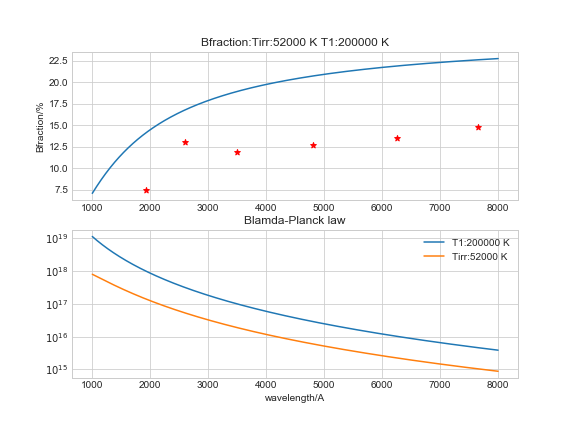 Bfraction:Tirr:52000 K T1:200000 K
Bfraction/%
22.5
20.0
17.5
15.0
12.5
10.0
7.5
1000 2000 3000 4000 5000 6000 7000 8000
Blamda-Planck law
T1:200000 K
Tirr:52000 K
10^19
10^18
10^17
10^16
10^15
1000 2000 3000 4000 5000 6000 7000 8000
wavelength/A